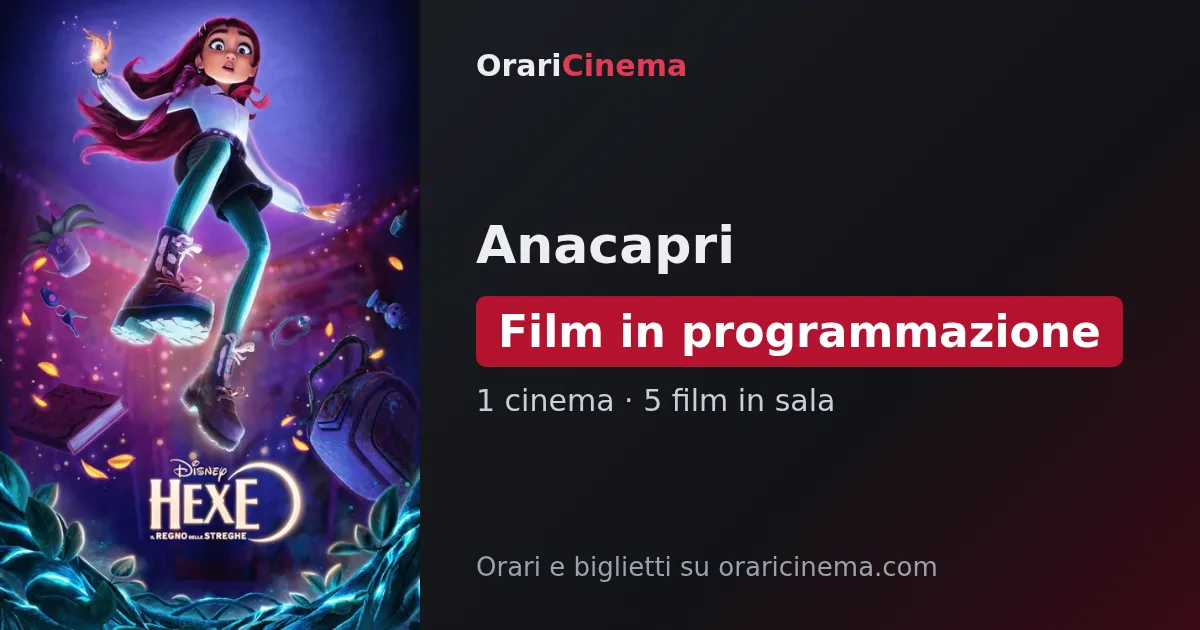 OrariCinema
Anacapri
Film in programmazione
1 cinema · 5 film in sala
Orari e biglietti su oraricinema.com
Disney
HEXE
IL REGNO DELLE STREGHE